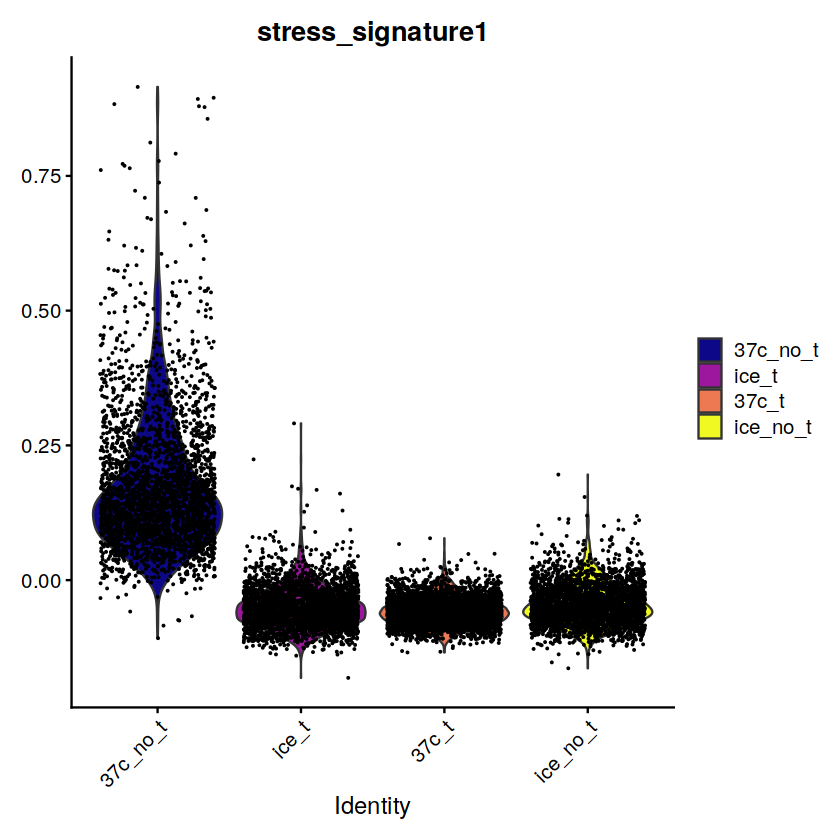 stress_signature1
0.75
0.50
0.25
0.00
37c_no_t
ice_t
37c_t
ice_no_t
Identity
37c_no_t
ice_t
37c_t
ice_no_t